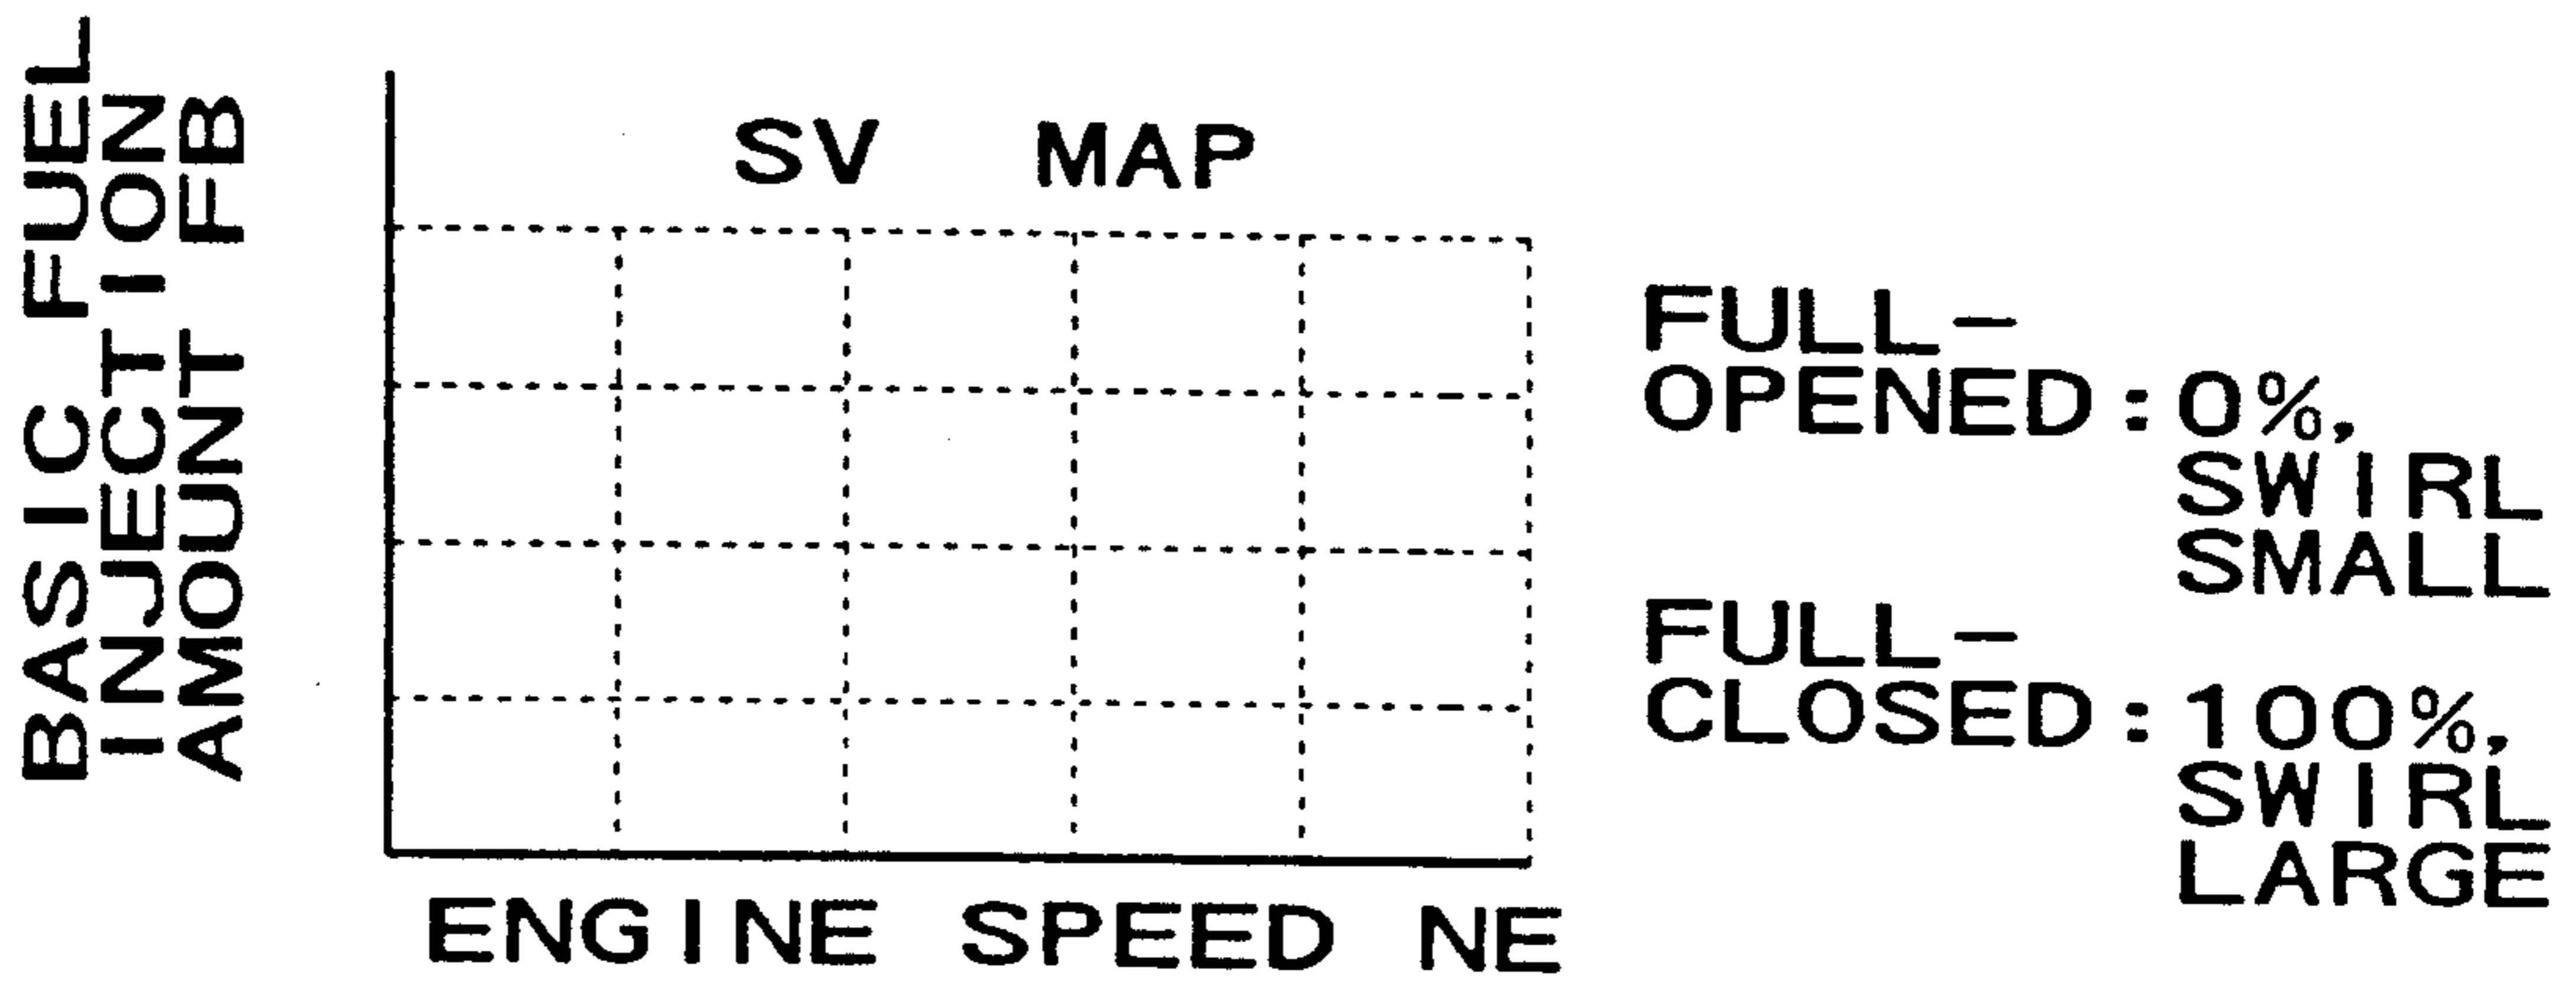 BASIC FUEL
INJECTION
AMOUNT FB
SV MAP
FULL-
OPENED:0%,
SWIRL
SMALL
FULL-
CLOSED:100%,
SWIRL
LARGE
ENGINE SPEED NE